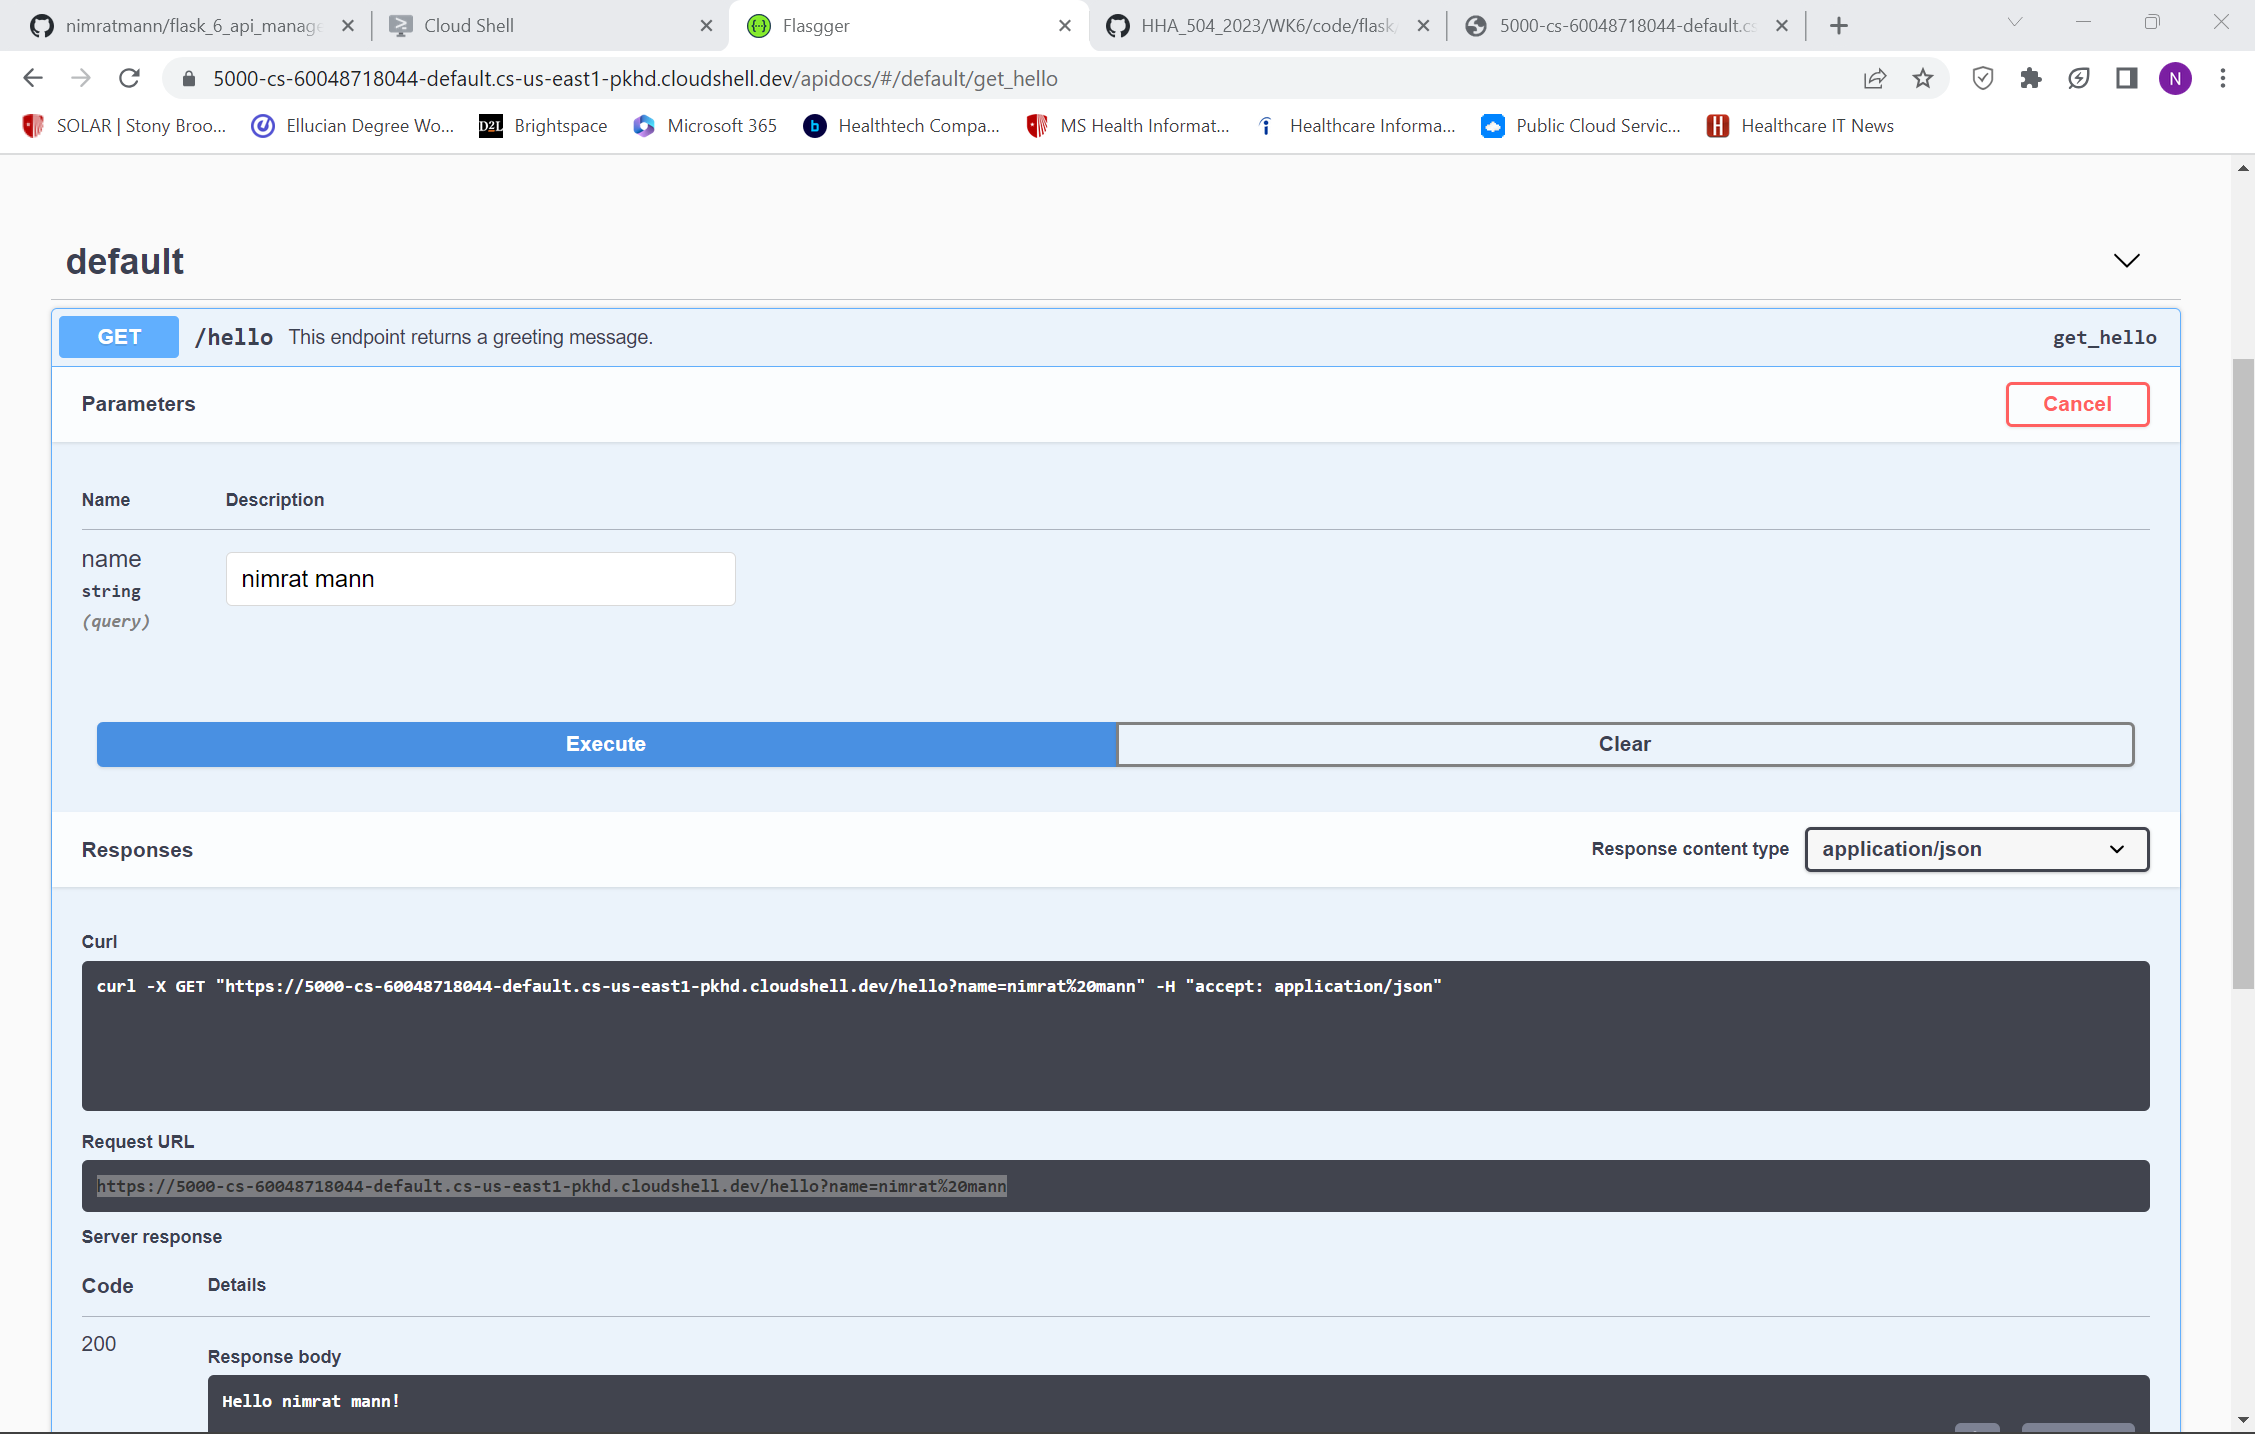 nimratmann/flask_6_api_manage
Cloud Shell
Flasgger
HHA_504_2023/WK6/code/flask/
5000-cs-60048718044-default.cs
5000-cs-60048718044-default.cs-us-east1-pkhd.cloudshell.dev/apidocs/#/default/get_hello
N
SOLAR | Stony Broo...
Ellucian Degree Wo...
D2L Brightspace
Microsoft 365
b Healthtech Compa...
MS Health Informat...
Healthcare Informa...
Public Cloud Servic...
H Healthcare IT News
default
GET /hello This endpoint returns a greeting message. get_hello
Parameters Cancel
Name Description
name
string
(query)
nimrat mann
Execute Clear
Responses Response content type application/json
Curl
curl -X GET "https://5000-cs-60048718044-default.cs-us-east1-pkhd.cloudshell.dev/hello?name=nimrat%20mann" -H "accept: application/json"
Request URL
https://5000-cs-60048718044-default.cs-us-east1-pkhd.cloudshell.dev/hello?name=nimrat%20mann
Server response
Code Details
200
Response body
Hello nimrat mann!